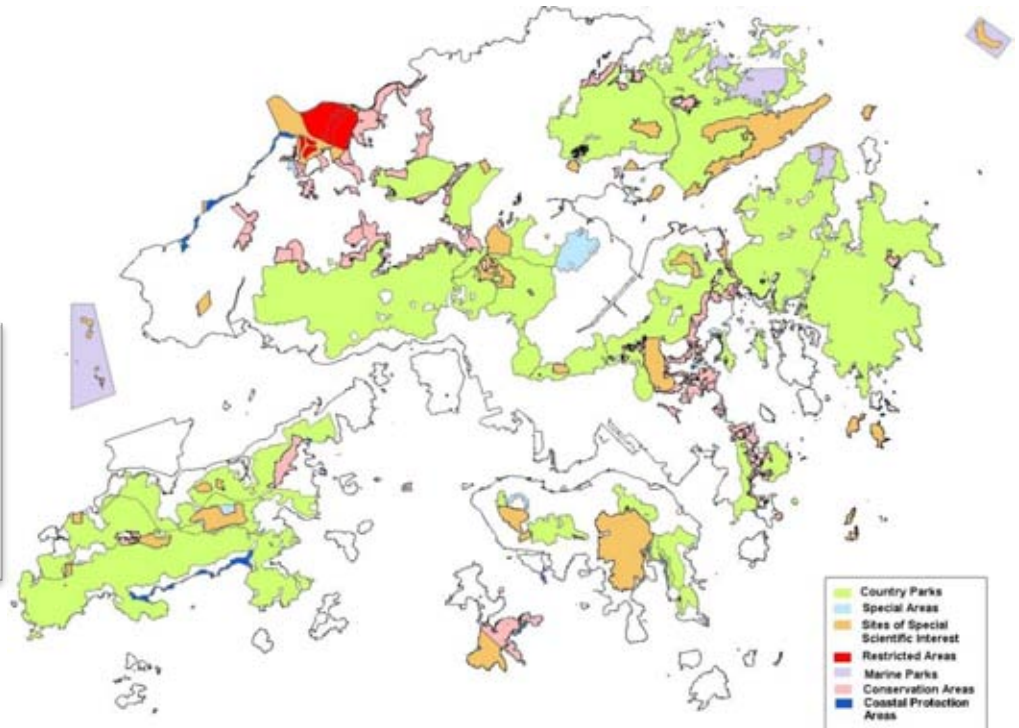 Country Parks
Special Areas
Sites of Special
Scientific Interest
Restricted Areas
Marine Parks
Conservation Areas
Coastal Protection
Areas